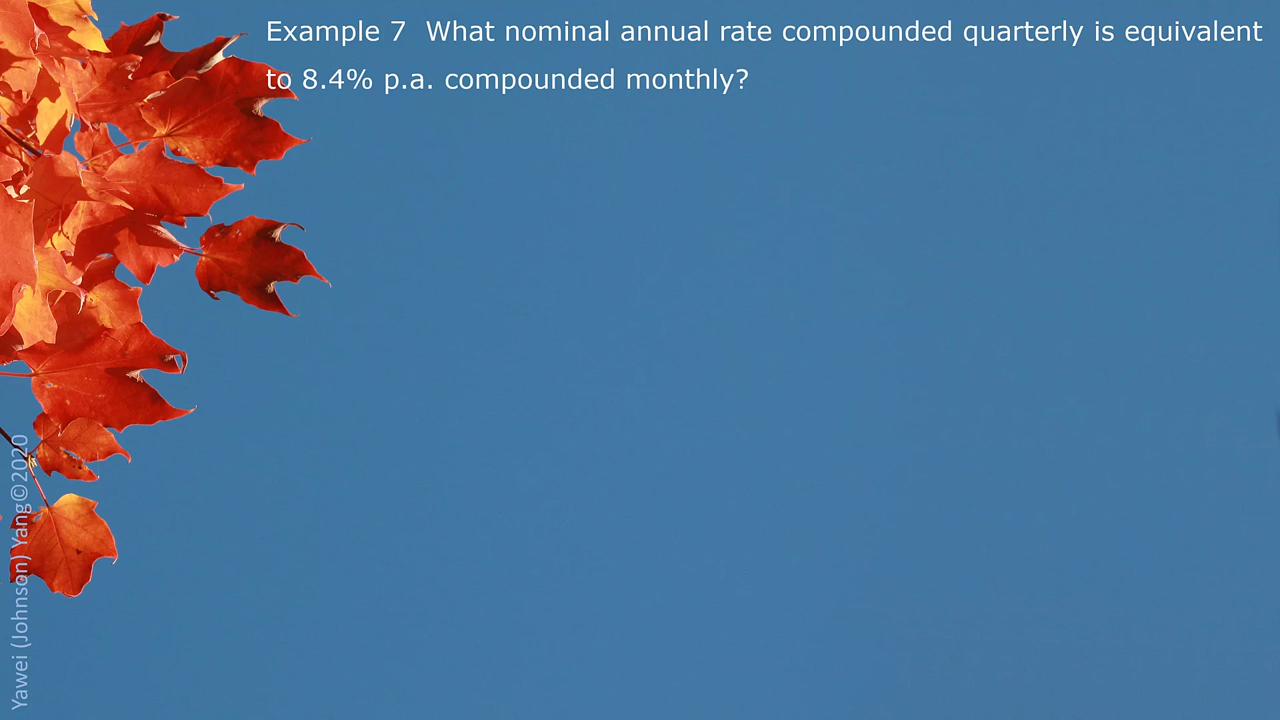 Example 7 What nominal annual rate compounded quarterly is equivalent
to 8.4% p.a. compounded monthly?
Yawei (Johnson) Yang©2020